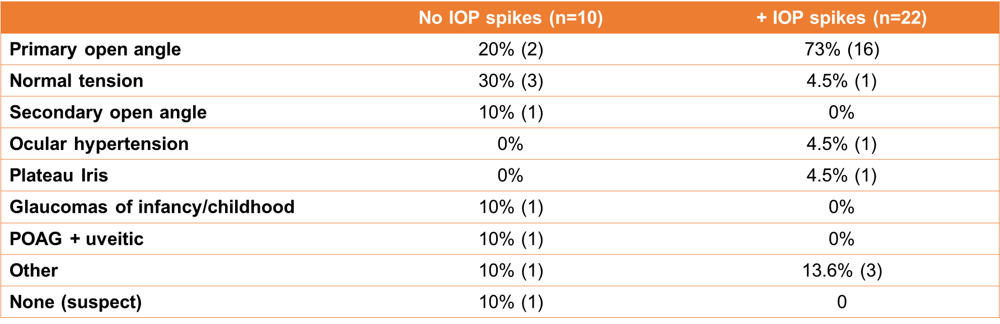 No IOP spikes (n=10) + IOP spikes (n=22)
Primary open angle 20% (2) 73% (16)
Normal tension 30% (3) 4.5% (1)
Secondary open angle 10% (1) 0%
Ocular hypertension 0% 4.5% (1)
Plateau Iris 0% 4.5% (1)
Glaucomas of infancy/childhood 10% (1) 0%
POAG + uveitic 10% (1) 0%
Other 10% (1) 13.6% (3)
None (suspect) 10% (1) 0